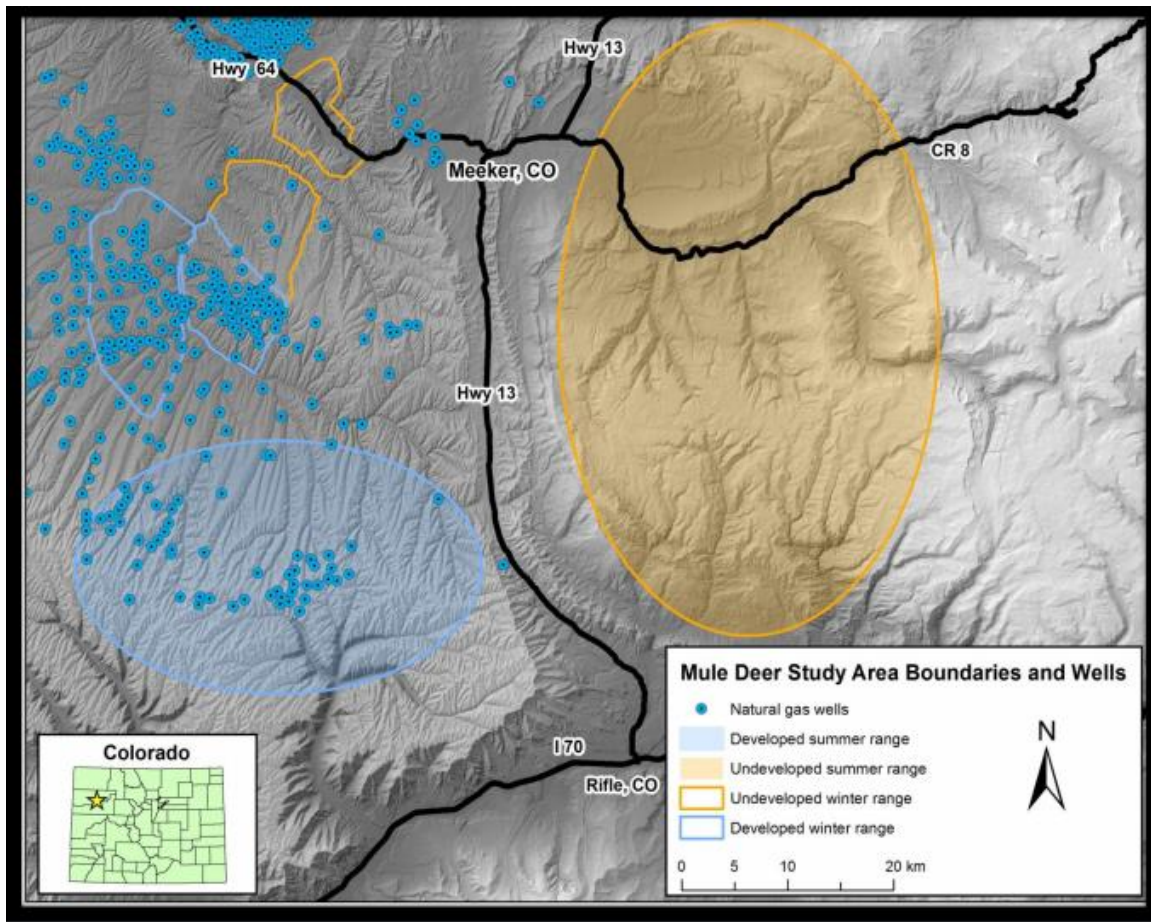 Hwy 13
Hwy 64
CR 8
Meeker, CO
Hwy 13
I 70
Rifle, CO
Mule Deer Study Area Boundaries and Wells
Natural gas wells
Developed summer range
Undeveloped summer range
Undeveloped winter range
Developed winter range
N
0 5 10 20 km
Colorado